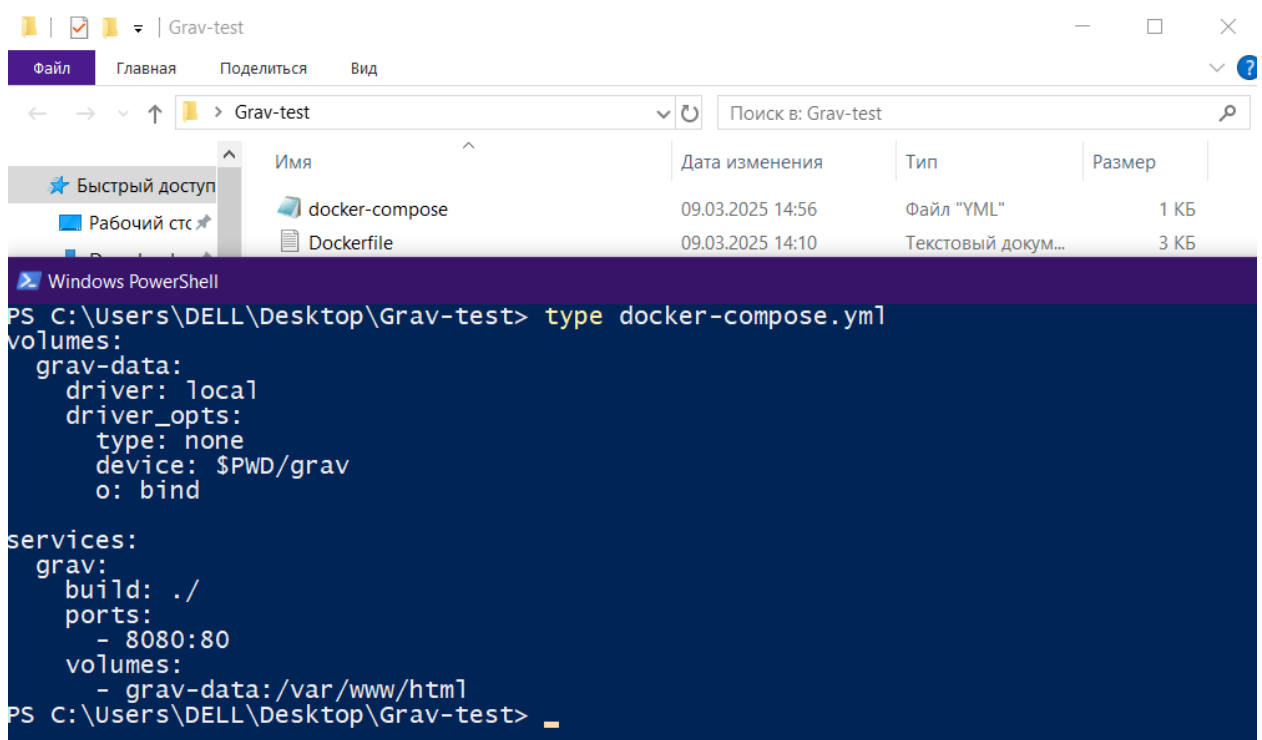 Grav-test
Файл Главная Поделиться Вид
Grav-test Поиск в: Grav-test
Имя Дата изменения Тип Размер
Быстрый доступ
Рабочий стс
docker-compose 09.03.2025 14:56 Файл "YML" 1 КБ
Dockerfile 09.03.2025 14:10 Текстовый докум... 3 КБ
Windows PowerShell
PS C:\Users\DELL\Desktop\Grav-test> type docker-compose.yml
volumes:
  grav-data:
    driver: local
    driver_opts:
      type: none
      device: $PWD/grav
      o: bind

services:
  grav:
    build: ./
    ports:
      - 8080:80
    volumes:
      - grav-data:/var/www/html
PS C:\Users\DELL\Desktop\Grav-test>